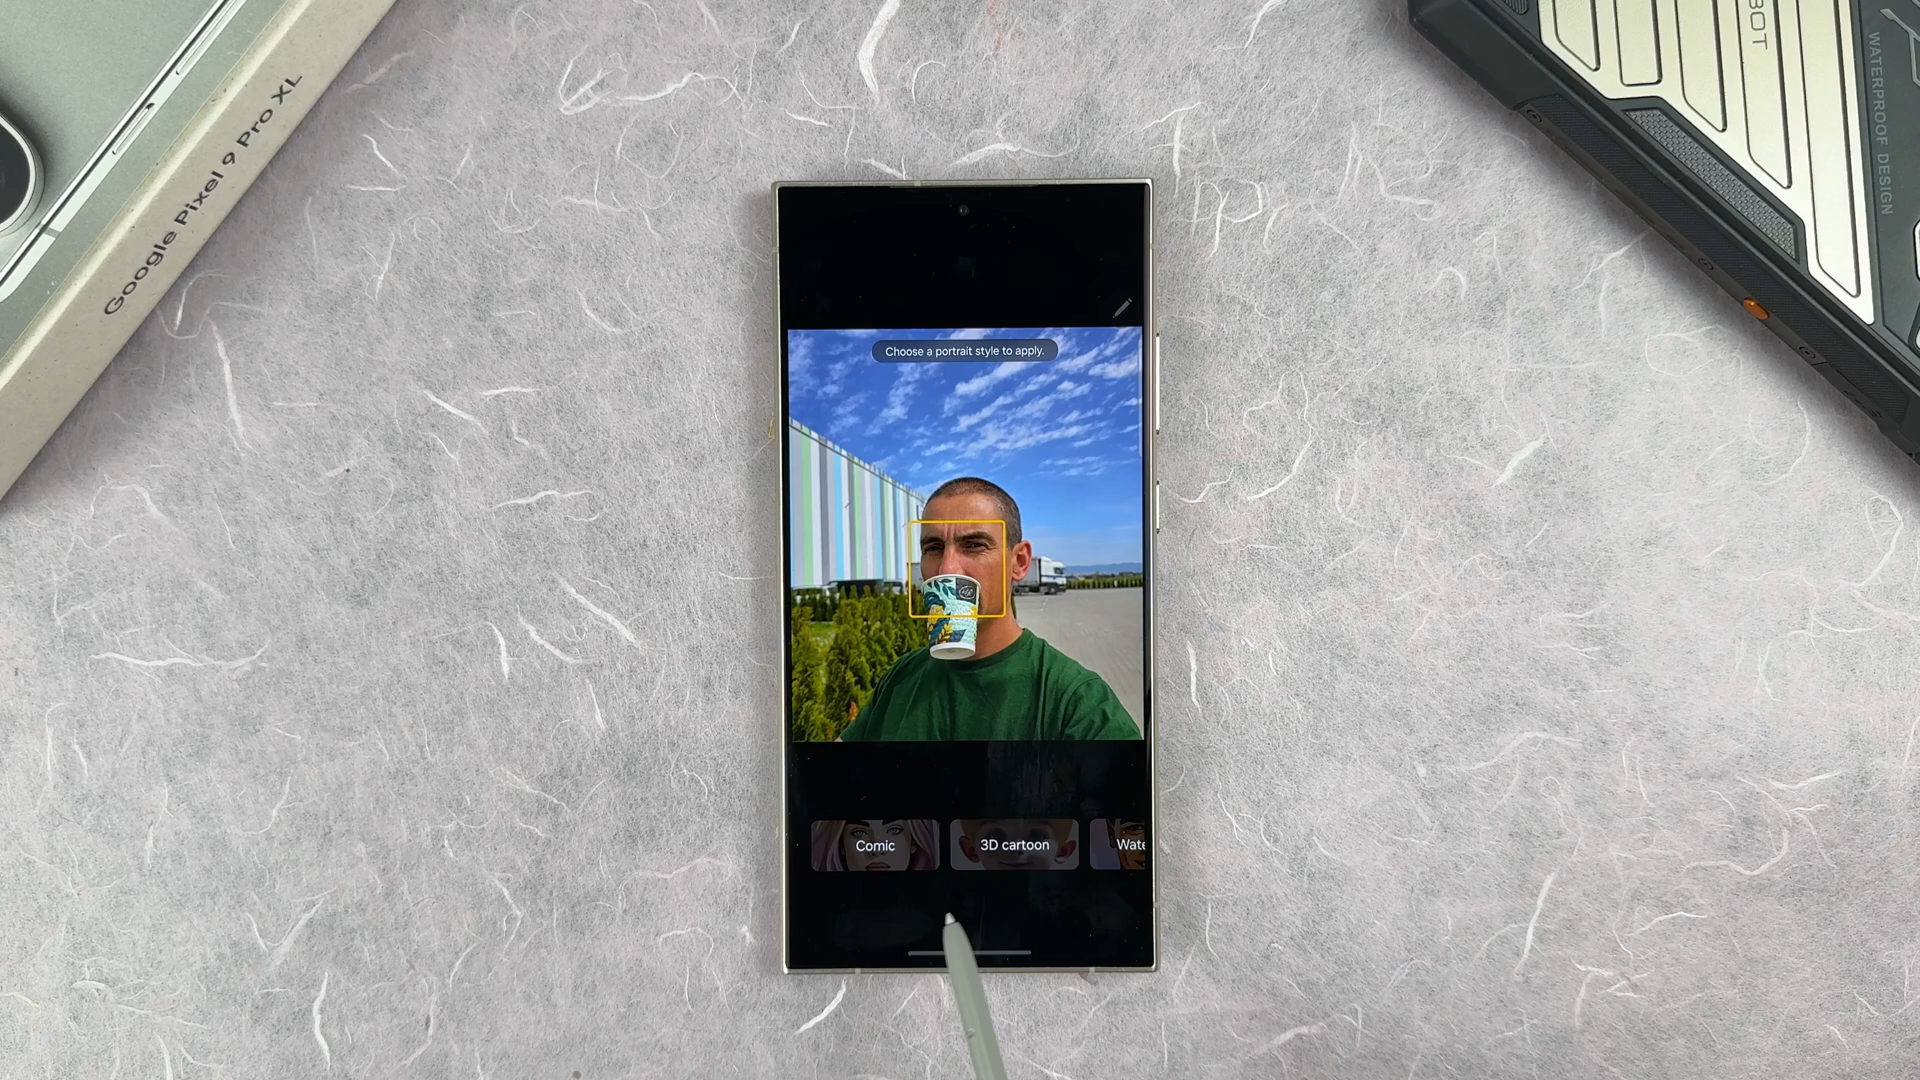 Google Pixel 9 Pro XL
BOT
WATERPROOF DESIGN
Choose a portrait style to apply.
Comic
3D cartoon
Wate